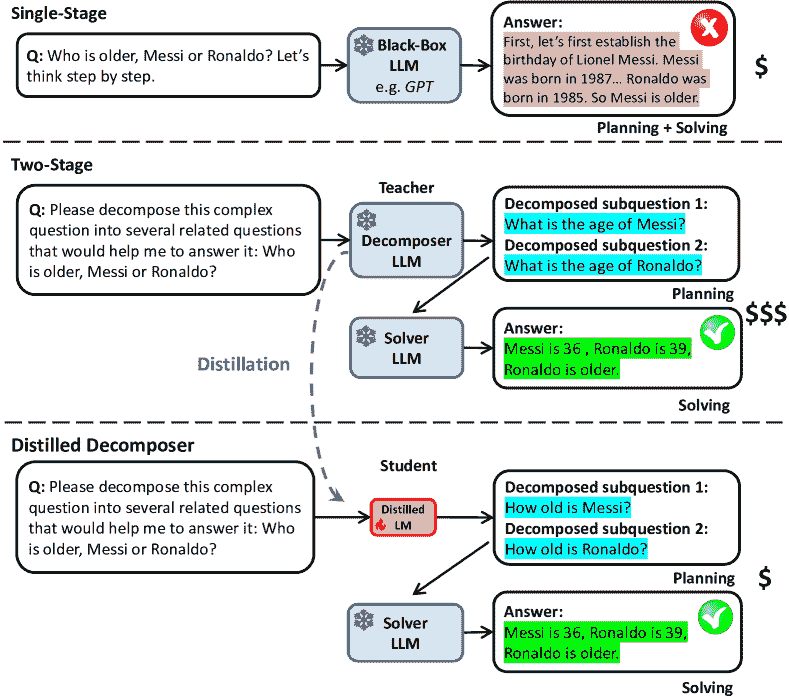 Single-Stage
Q: Who is older, Messi or Ronaldo? Let's
think step by step.
Black-Box
LLM
e.g. GPT
Answer:
First, let's first establish the
birthday of Lionel Messi. Messi
was born in 1987... Ronaldo was
born in 1985. So Messi is older.
$
Planning + Solving
Two-Stage
Q: Please decompose this complex
question into several related questions
that would help me to answer it: Who
is older, Messi or Ronaldo?
Teacher
Decomposer
LLM
Decomposed subquestion 1:
What is the age of Messi?
Decomposed subquestion 2:
What is the age of Ronaldo?
Planning
$$$
Distillation
Solver
LLM
Answer:
Messi is 36 , Ronaldo is 39,
Ronaldo is older.
Solving
Distilled Decomposer
Q: Please decompose this complex
question into several related questions
that would help me to answer it: Who
is older, Messi or Ronaldo?
Student
Distilled
LM
Decomposed subquestion 1:
How old is Messi?
Decomposed subquestion 2:
How old is Ronaldo?
Planning
$
Solver
LLM
Answer:
Messi is 36, Ronaldo is 39,
Ronaldo is older.
Solving